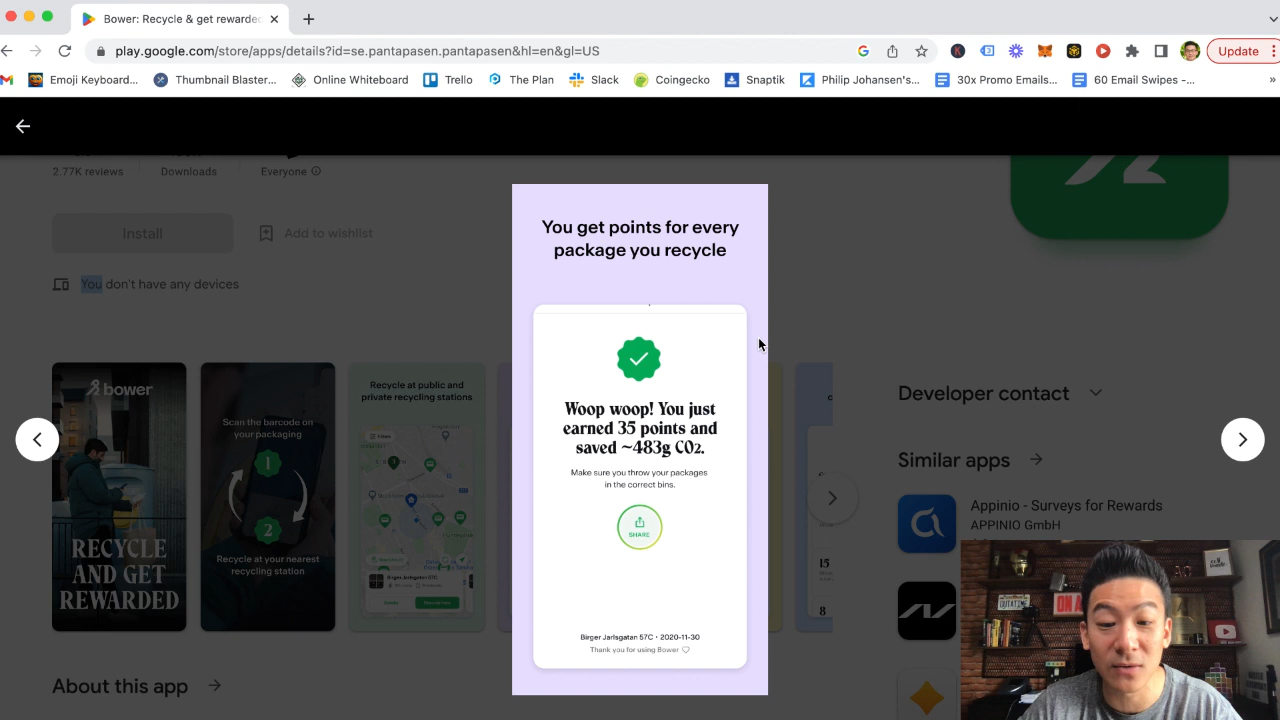 Bower: Recycle & get rewarded
play.google.com/store/apps/details?id=se.pantapasen.pantapasen&hl=en&gl=US
Update
Emoji Keyboard...
Thumbnail Blaster...
Online Whiteboard
Trello
The Plan
Slack
Coingecko
Snaptik
Philip Johansen's...
30x Promo Emails...
60 Email Swipes -...
»
2.77K reviews
Downloads
Everyone
Install
Add to wishlist
You don't have any devices
You get points for every
package you recycle
Woop woop! You just
earned 35 points and
saved ~483g CO2.
Make sure you throw your packages
in the correct bins.
SHARE
Birger Jarlsgatan 57C • 2020-11-30
Thank you for using Bower
bower
RECYCLE
AND GET
REWARDED
Scan the barcode on
your packaging
1
2
Recycle at your nearest
recycling station
Recycle at public and
private recycling stations
15
8
Developer contact
Similar apps
Appinio - Surveys for Rewards
APPINIO GmbH
OUTATIME
ON A
About this app